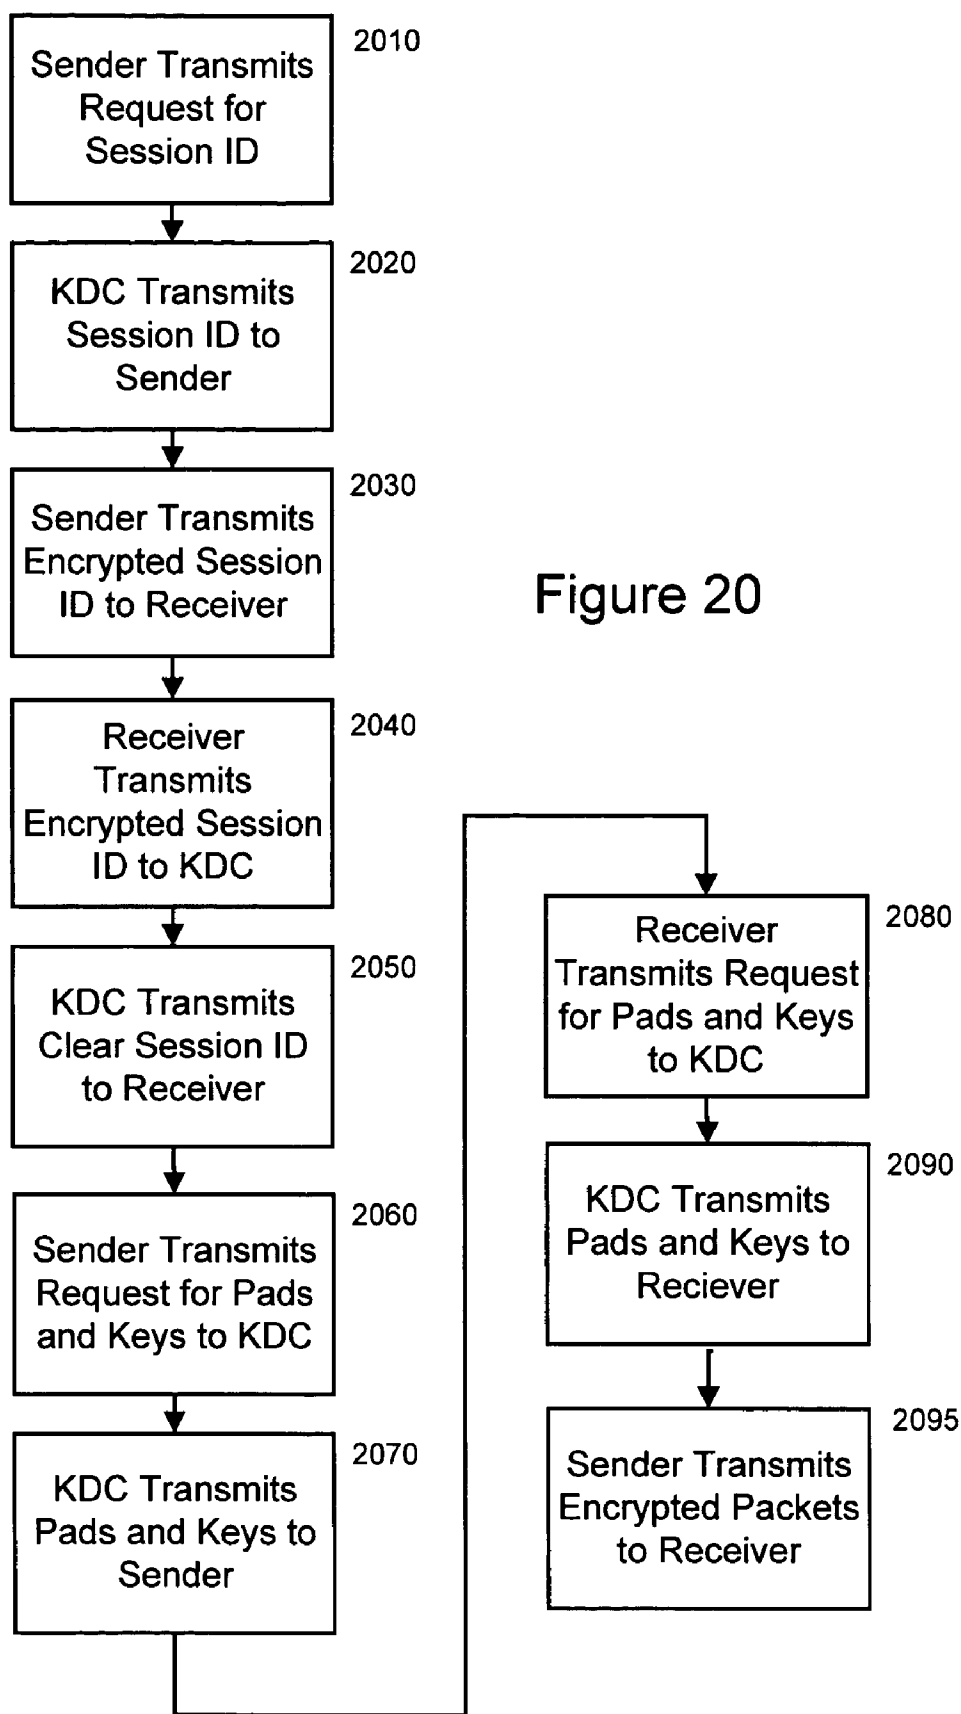 2010
Sender Transmits
Request for
Session ID
2020
KDC Transmits
Session ID to
Sender
2030
Sender Transmits
Encrypted Session
ID to Receiver
Figure 20
2040
Receiver
Transmits
Encrypted Session
ID to KDC
2050
KDC Transmits
Clear Session ID
to Receiver
2060
Sender Transmits
Request for Pads
and Keys to KDC
2070
KDC Transmits
Pads and Keys to
Sender
2080
Receiver
Transmits Request
for Pads and Keys
to KDC
2090
KDC Transmits
Pads and Keys to
Reciever
2095
Sender Transmits
Encrypted Packets
to Receiver